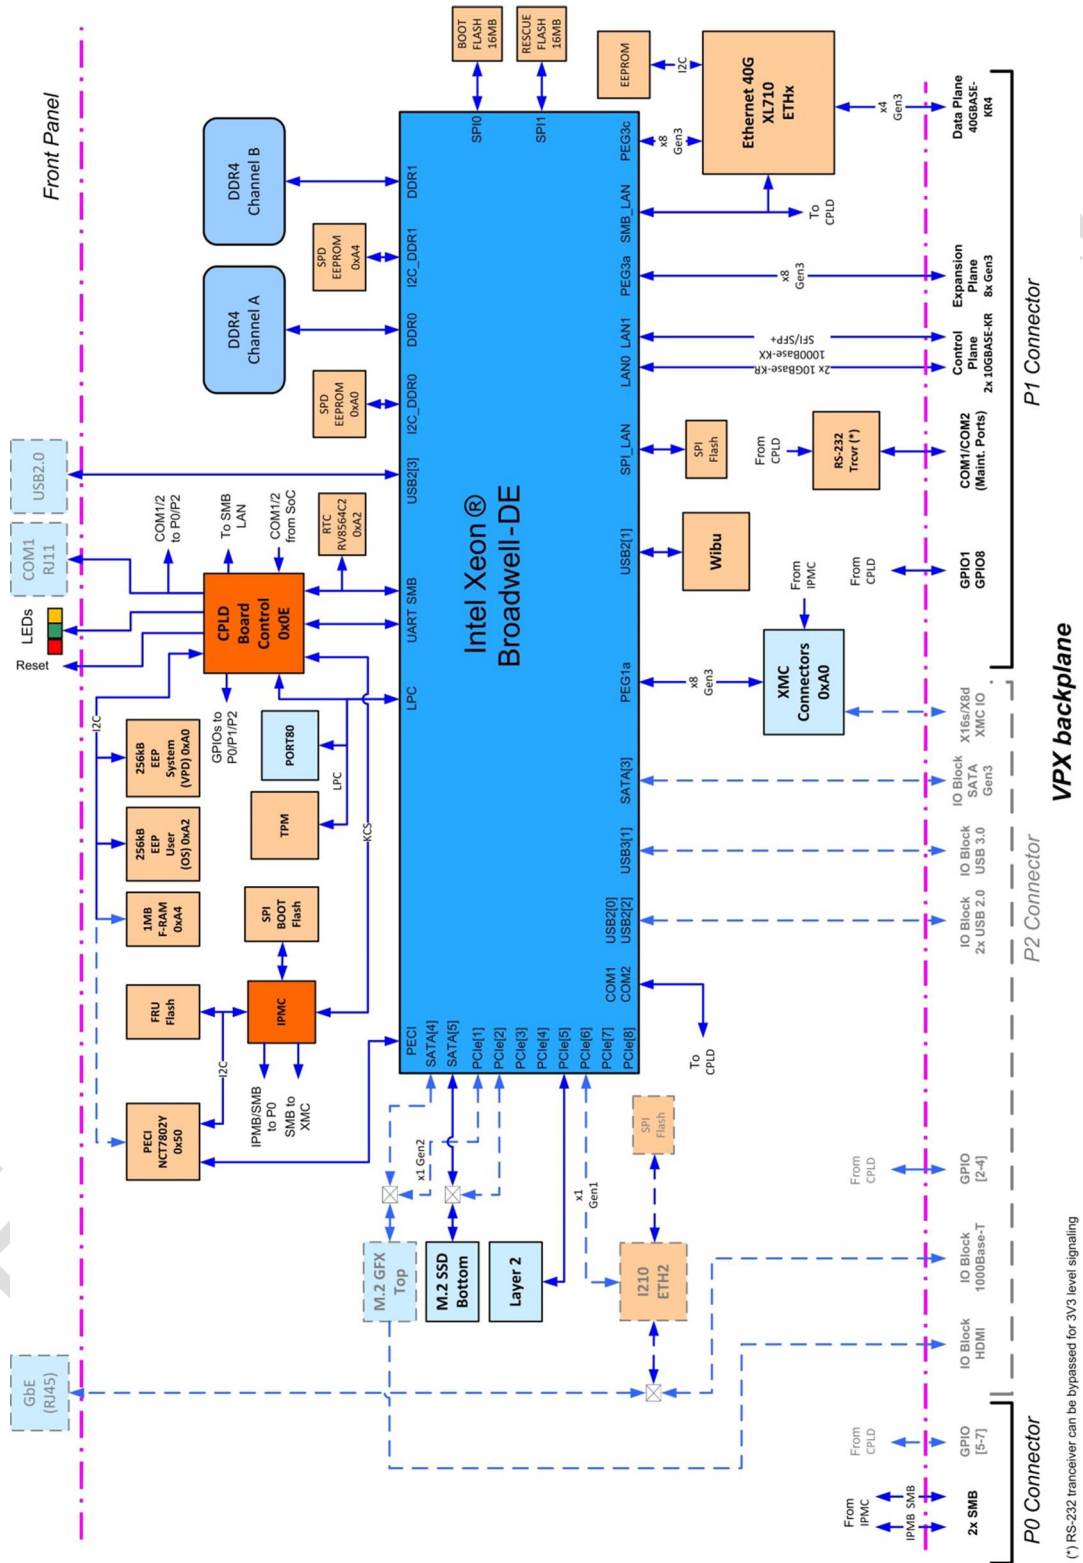 Front Panel
GbE
(RJ45)
Reset
LEDs
COM1
RJ11
USB2.0
I2C
PECI
NCT7802Y
0x50
FRU
Flash
1MB
F-RAM
0xA4
256kB
EEP
User
(OS) 0xA2
256kB
EEP
System
(VPD) 0xA0
I2C
IPMB/SMB
to P0
SMB to
XMC
IPMC
SPI
BOOT
Flash
TPM
PORT80
LPC
KCS
GPIOs to
P0/P1/P2
CPLD
Board
Control
0x0E
COM1/2
to P0/P2
To SMB
LAN
COM1/2
from SoC
RTC
RV8564C2
0xA2
SPD
EEPROM
0xA0
DDR4
Channel A
SPD
EEPROM
0xA4
DDR4
Channel B
BOOT
FLASH
16MB
RESCUE
FLASH
16MB
PECI
LPC
UART
SMB
USB2[3]
I2C_DDR0
DDR0
I2C_DDR1
DDR1
SPI0
SPI1
SATA[4]
SATA[5]
PCIe[1]
PCIe[2]
PCIe[3]
PCIe[4]
PCIe[5]
PCIe[6]
PCIe[7]
PCIe[8]
Intel Xeon®
Broadwell-DE
COM1
COM2
USB2[0]
USB2[2]
USB3[1]
SATA[3]
PEG1a
USB2[1]
SPI_LAN
LAN0
LAN1
PEG3a
SMB_LAN
PEG3c
M.2 GFX
Top
M.2 SSD
Bottom
Layer 2
x1 Gen2
x1
Gen1
I210
ETH2
SPI
Flash
To
CPLD
x8
Gen3
XMC
Connectors
0xA0
From
IPMC
Wibu
SPI
Flash
From
CPLD
RS-232
Trcvr (*)
2x 10GBase-KR
1000Base-KX
SFI/SFP+
x8
Gen3
To
CPLD
x8
Gen3
EEPROM
I2C
Ethernet 40G
XL710
ETHx
x4
Gen3
From
IPMC
IPMB
SMB
2x SMB
From
CPLD
GPIO
[5-7]
IO Block
HDMI
IO Block
1000Base-T
From
CPLD
GPIO
[2-4]
IO Block
2x USB 2.0
IO Block
USB 3.0
IO Block
SATA
Gen3
X16s/X8d
XMC IO
From
CPLD
GPIO1
GPIO8
COM1/COM2
(Maint. Ports)
Control
Plane
2x 10GBASE-KR
Expansion
Plane
8x Gen3
Data Plane
40GBASE-
KR4
P0 Connector
P2 Connector
P1 Connector
VPX backplane
(*) RS-232 tranceiver can be bypassed for 3V3 level signaling